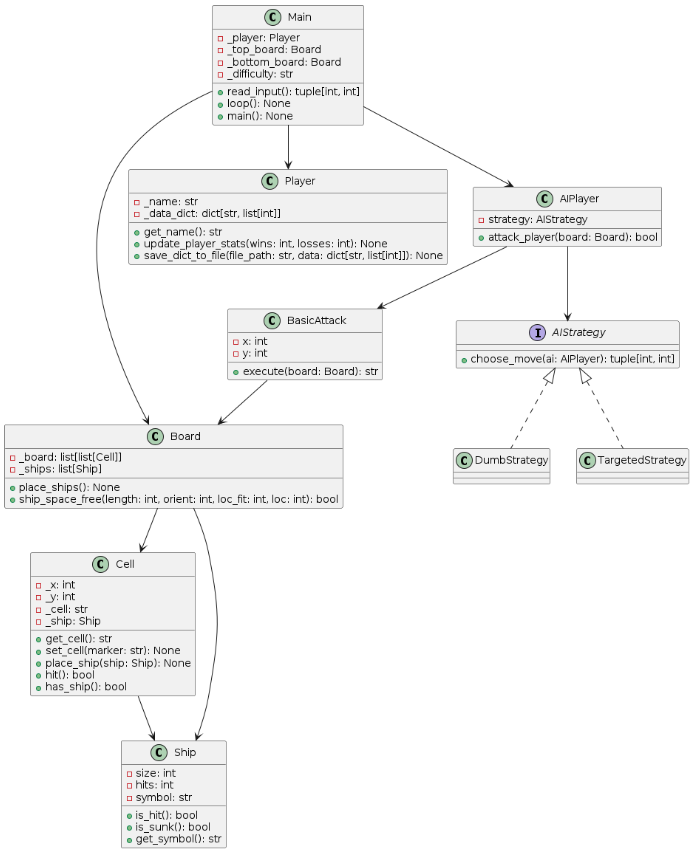 C Main
_player: Player
_top_board: Board
_bottom_board: Board
_difficulty: str
read_input(): tuple[int, int]
loop(): None
main(): None
C Player
_name: str
_data_dict: dict[str, list[int]]
get_name(): str
update_player_stats(wins: int, losses: int): None
save_dict_to_file(file_path: str, data: dict[str, list[int]]): None
C AIPlayer
strategy: AIStrategy
attack_player(board: Board): bool
C BasicAttack
x: int
y: int
execute(board: Board): str
I AIStrategy
choose_move(ai: AIPlayer): tuple[int, int]
C Board
_board: list[list[Cell]]
_ships: list[Ship]
place_ships(): None
ship_space_free(length: int, orient: int, loc_fit: int, loc: int): bool
C DumbStrategy
C TargetedStrategy
C Cell
_x: int
_y: int
_cell: str
_ship: Ship
get_cell(): str
set_cell(marker: str): None
place_ship(ship: Ship): None
hit(): bool
has_ship(): bool
C Ship
size: int
hits: int
symbol: str
is_hit(): bool
is_sunk(): bool
get_symbol(): str